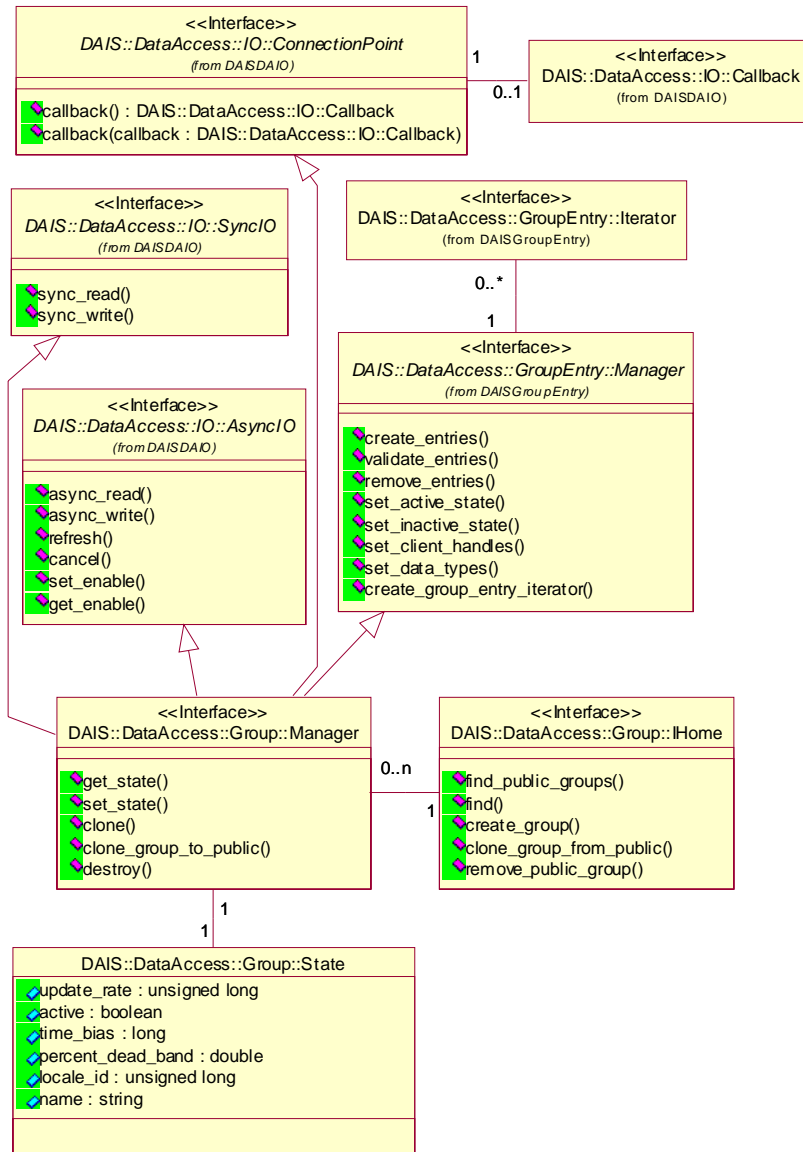 <<Interface>>
DAIS::DataAccess::IO::ConnectionPoint
(from DAISDAIO)
callback() : DAIS::DataAccess::IO::Callback
callback(callback : DAIS::DataAccess::IO::Callback)
1
0..1
<<Interface>>
DAIS::DataAccess::IO::Callback
(from DAISDAIO)
<<Interface>>
DAIS::DataAccess::IO::SyncIO
(from DAISDAIO)
sync_read()
sync_write()
<<Interface>>
DAIS::DataAccess::GroupEntry::Iterator
(from DAISGroupEntry)
0..*
1
<<Interface>>
DAIS::DataAccess::GroupEntry::Manager
(from DAISGroupEntry)
create_entries()
validate_entries()
remove_entries()
set_active_state()
set_inactive_state()
set_client_handles()
set_data_types()
create_group_entry_iterator()
<<Interface>>
DAIS::DataAccess::IO::AsyncIO
(from DAISDAIO)
async_read()
async_write()
refresh()
cancel()
set_enable()
get_enable()
<<Interface>>
DAIS::DataAccess::Group::Manager
get_state()
set_state()
clone()
clone_group_to_public()
destroy()
0..n
1
<<Interface>>
DAIS::DataAccess::Group::IHome
find_public_groups()
find()
create_group()
clone_group_from_public()
remove_public_group()
1
1
DAIS::DataAccess::Group::State
update_rate : unsigned long
active : boolean
time_bias : long
percent_dead_band : double
locale_id : unsigned long
name : string